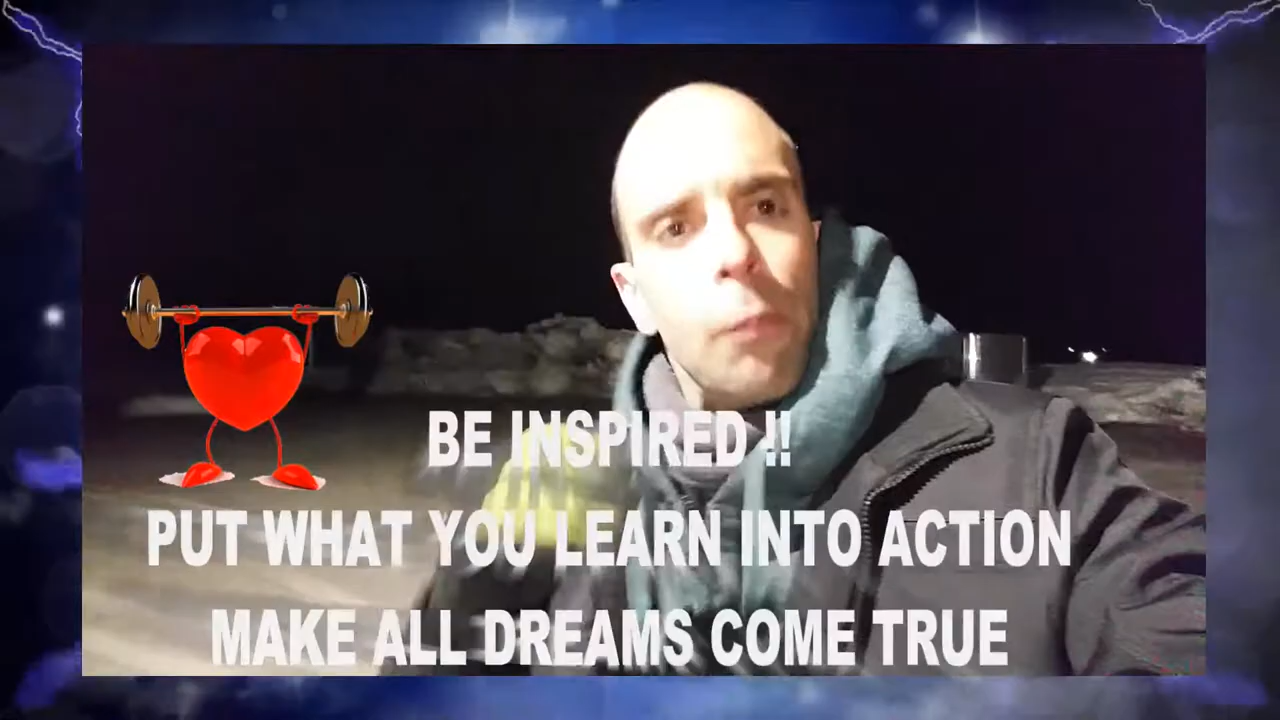 BE INSPIRED !!
PUT WHAT YOU LEARN INTO ACTION
MAKE ALL DREAMS COME TRUE